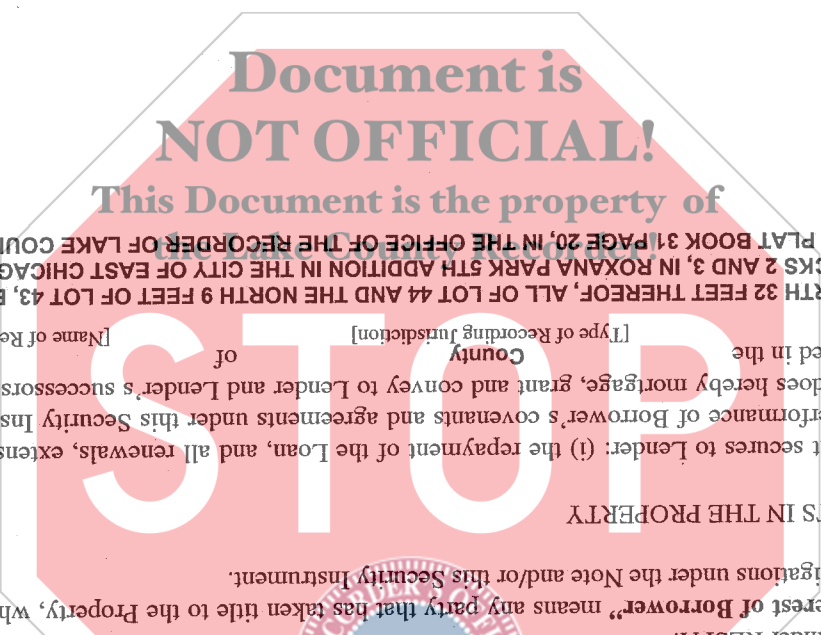 Document is
NOT OFFICIAL!
This Document is the property of
the Lake County Recorder!
STOP
erest of Borrower” means any party that has taken title to the Property, wh
igations under the Note and/or this Security Instrument.
TS IN THE PROPERTY
t secures to Lender: (i) the repayment of the Loan, and all renewals, extens
erformance of Borrower’s covenants and agreements under this Security Inst
does hereby mortgage, grant and convey to Lender and Lender’s successors
ed in the County of
[Type of Recording Jurisdiction] [Name of Re
RTH 32 FEET THEREOF, ALL OF LOT 44 AND THE NORTH 9 FEET OF LOT 43, B
CKS 2 AND 3, IN ROXANA PARK 5TH ADDITION IN THE CITY OF EAST CHICAG
PLAT BOOK 31 PAGE 20, IN THE OFFICE OF THE RECORDER OF LAKE COUN